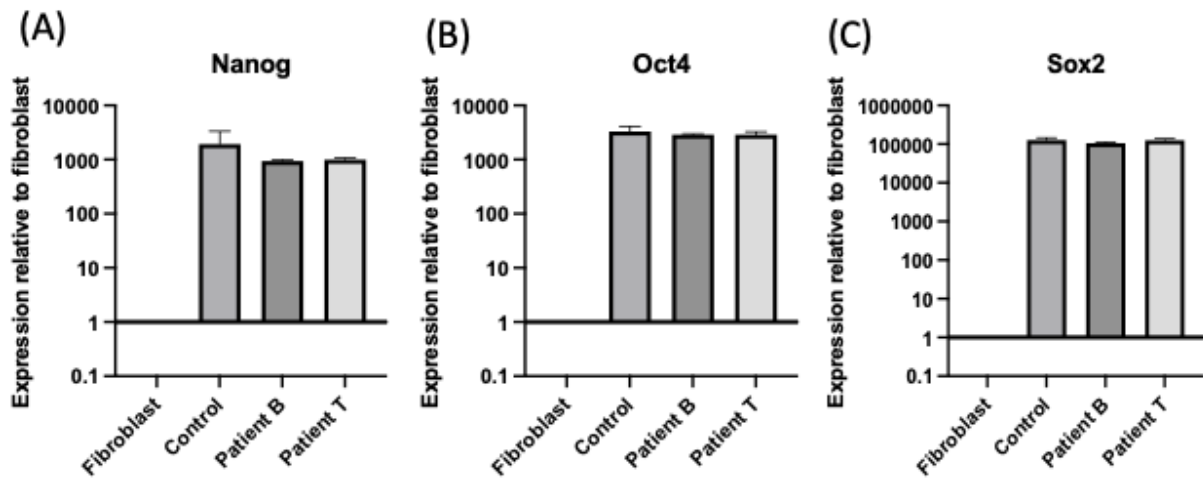 (A)
Nanog
Expression relative to fibroblast
10000
1000
100
10
1
0.1
Fibroblast
Control
Patient B
Patient T
(B)
Oct4
Expression relative to fibroblast
10000
1000
100
10
1
0.1
Fibroblast
Control
Patient B
Patient T
(C)
Sox2
Expression relative to fibroblast
1000000
100000
10000
1000
100
10
1
0.1
Fibroblast
Control
Patient B
Patient T